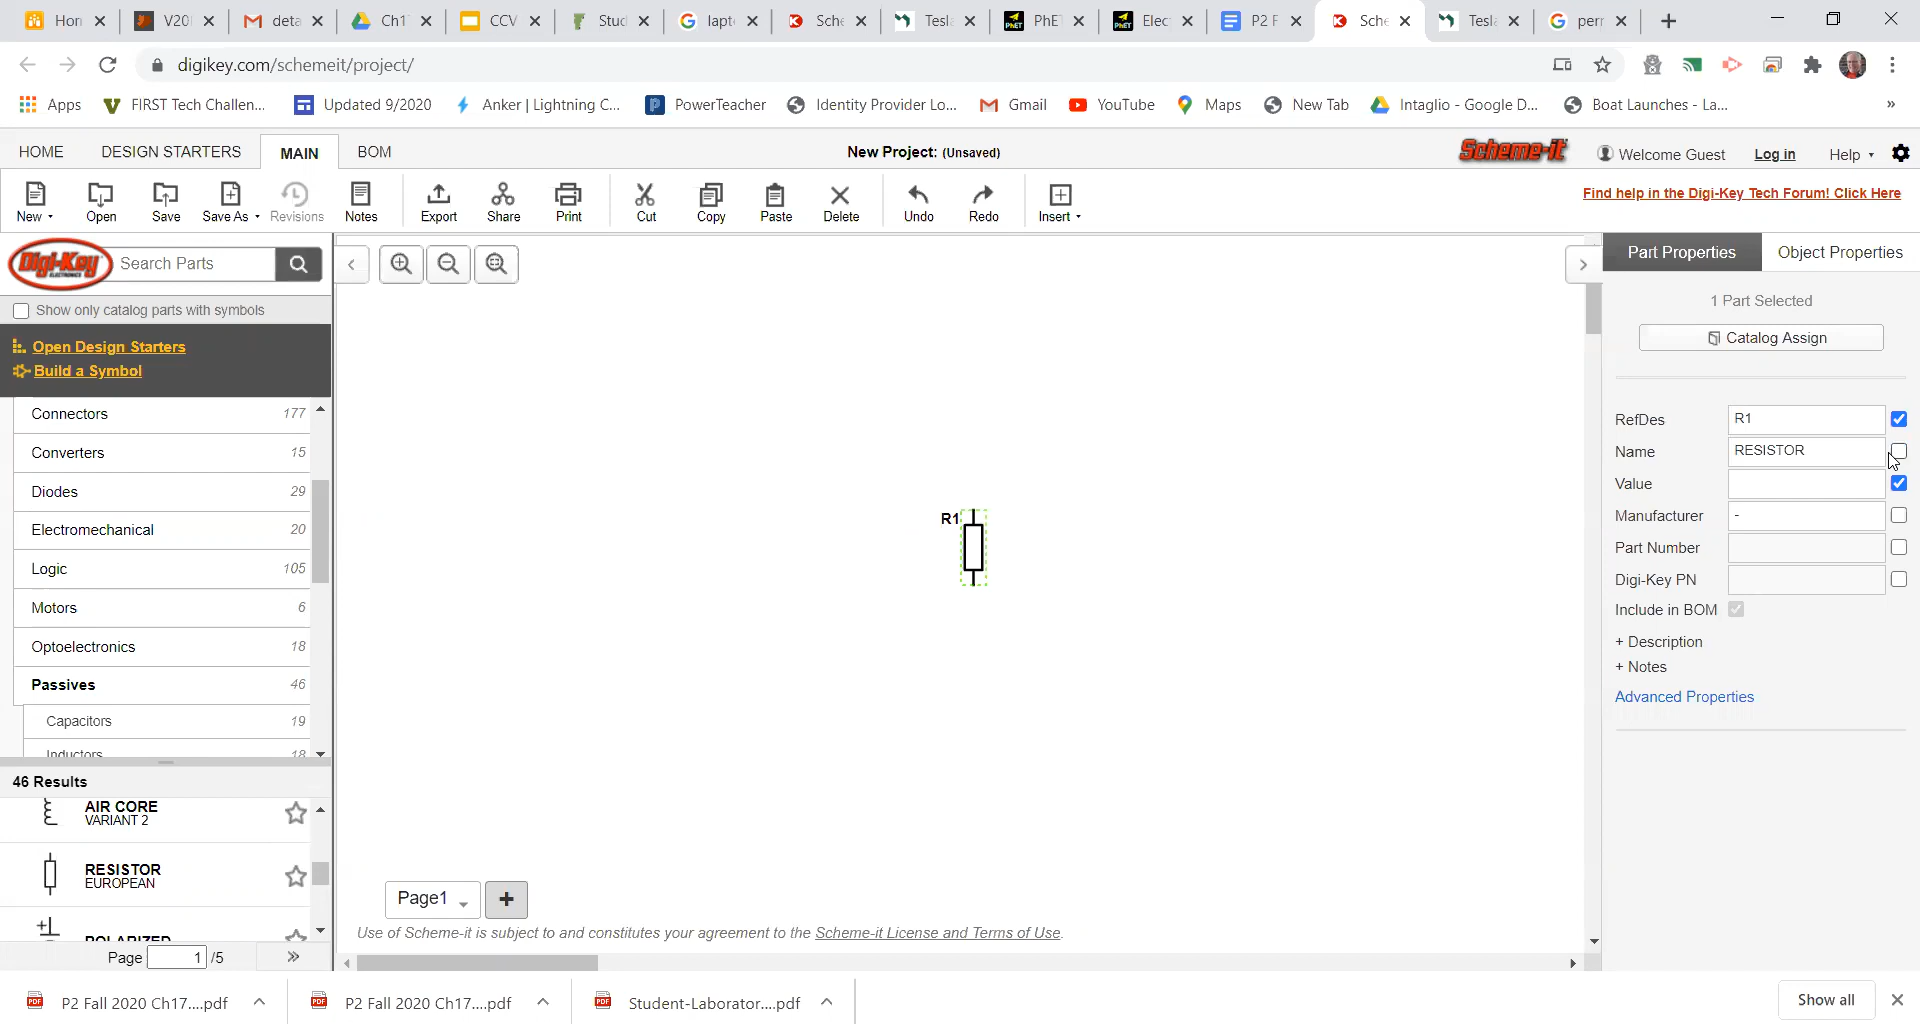 Hon
V20
deta
Ch1
CCV
Stud
lapt
Sche
Tesla
PhE
Elec
P2 F
Sche
Tesla
perr
digikey.com/schemeit/project/
Apps
FIRST Tech Challen...
Updated 9/2020
Anker | Lightning C...
PowerTeacher
Identity Provider Lo...
Gmail
YouTube
Maps
New Tab
Intaglio - Google D...
Boat Launches - La...
»
HOME
DESIGN STARTERS
MAIN
BOM
New Project: (Unsaved)
Scheme-it
Welcome Guest
Log in
Help
New
Open
Save
Save As
Revisions
Notes
Export
Share
Print
Cut
Copy
Paste
Delete
Undo
Redo
Insert
Find help in the Digi-Key Tech Forum! Click Here
Digi-Key
ELECTRONICS
Search Parts
Show only catalog parts with symbols
Open Design Starters
Build a Symbol
Connectors 177
Converters 15
Diodes 29
Electromechanical 20
Logic 105
Motors 6
Optoelectronics 18
Passives 46
Capacitors 19
Inductors 18
46 Results
AIR CORE
VARIANT 2
RESISTOR
EUROPEAN
POLARIZED
Page 1 /5 »
R1
Page1 +
Use of Scheme-it is subject to and constitutes your agreement to the Scheme-it License and Terms of Use.
Part Properties
Object Properties
1 Part Selected
Catalog Assign
RefDes R1
Name RESISTOR
Value
Manufacturer -
Part Number
Digi-Key PN
Include in BOM
+ Description
+ Notes
Advanced Properties
P2 Fall 2020 Ch17....pdf
P2 Fall 2020 Ch17....pdf
Student-Laborator....pdf
Show all